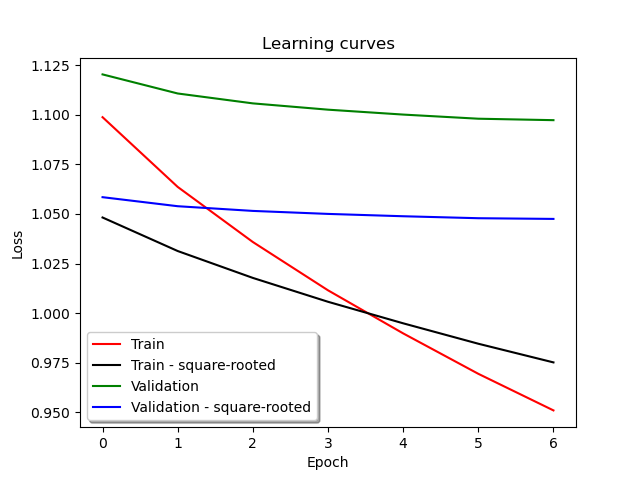 Learning curves
1.125
1.100
1.075
1.050
1.025
1.000
0.975
0.950
Loss
Train
Train - square-rooted
Validation
Validation - square-rooted
0 1 2 3 4 5 6
Epoch